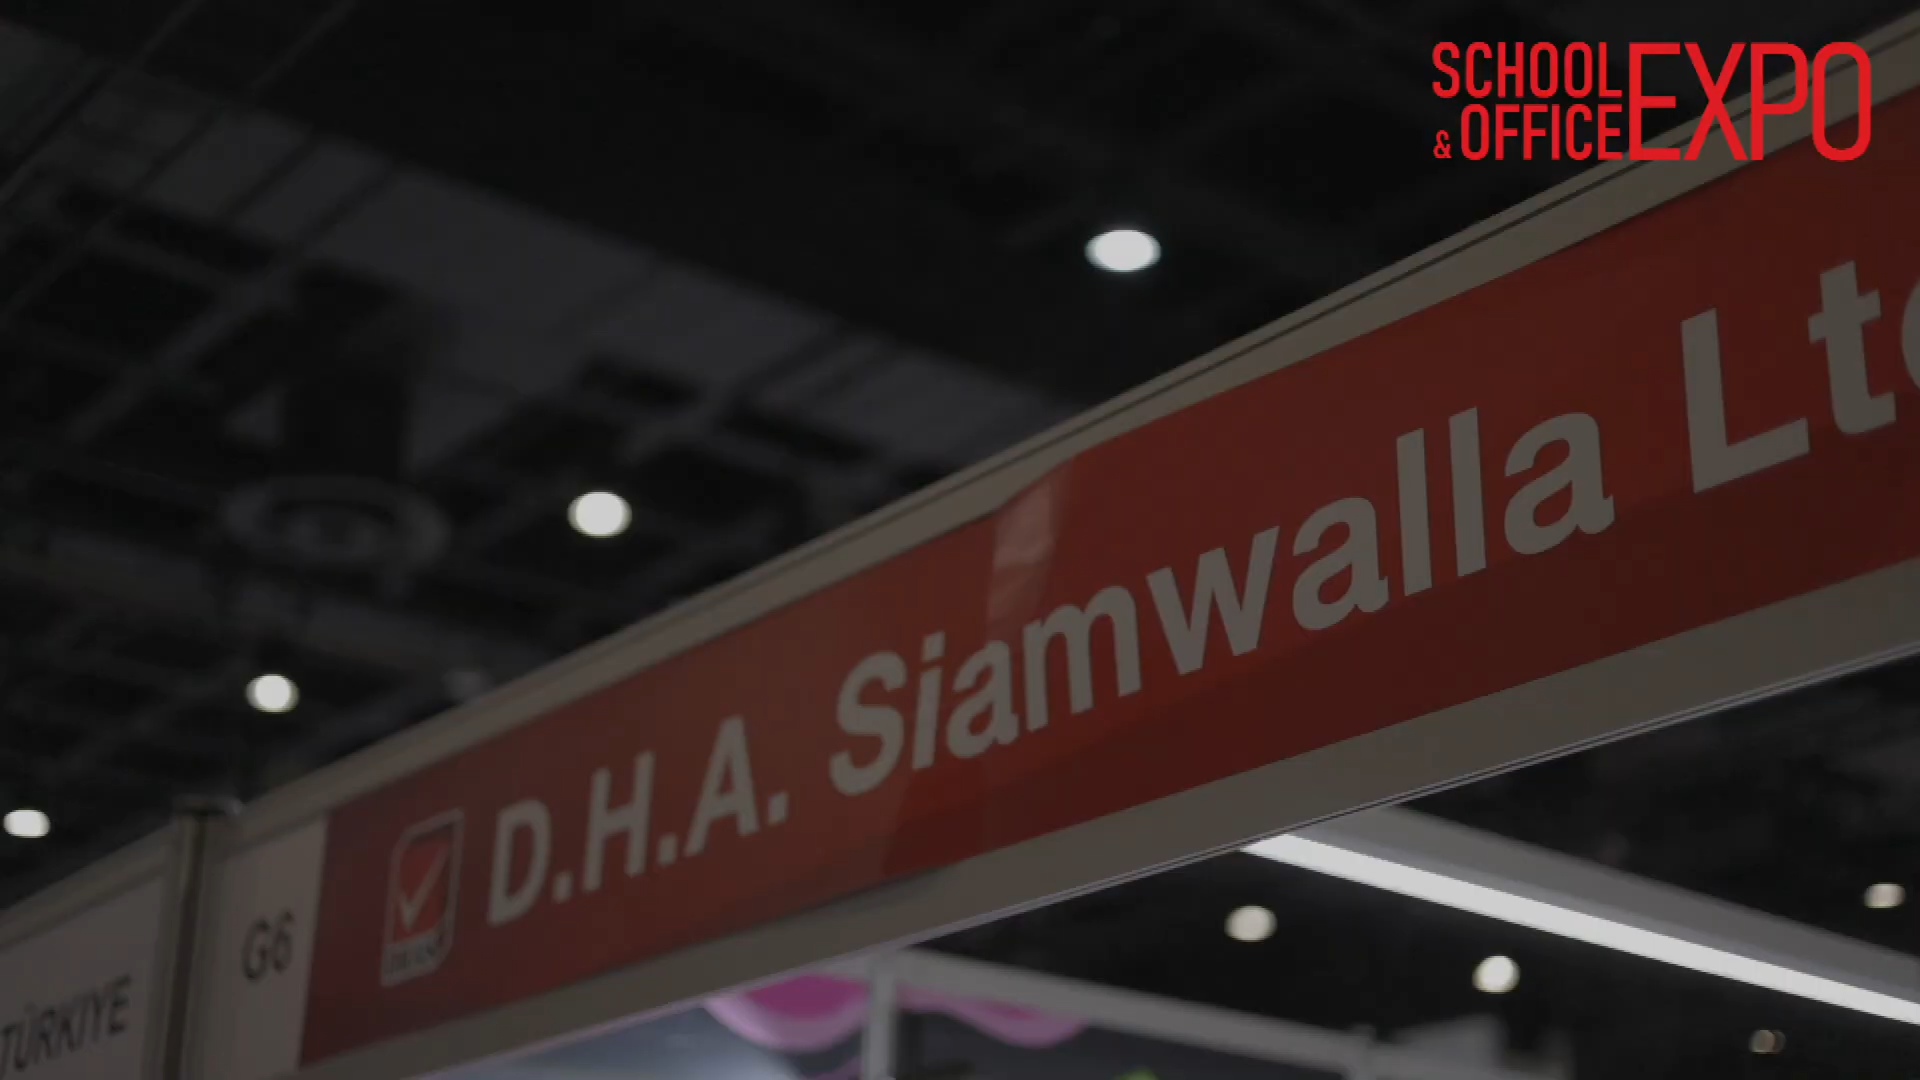 SCHOOL
& OFFICE
EXPO
D.H.A. Siamwalla Lt
G6
TÜRKIYE